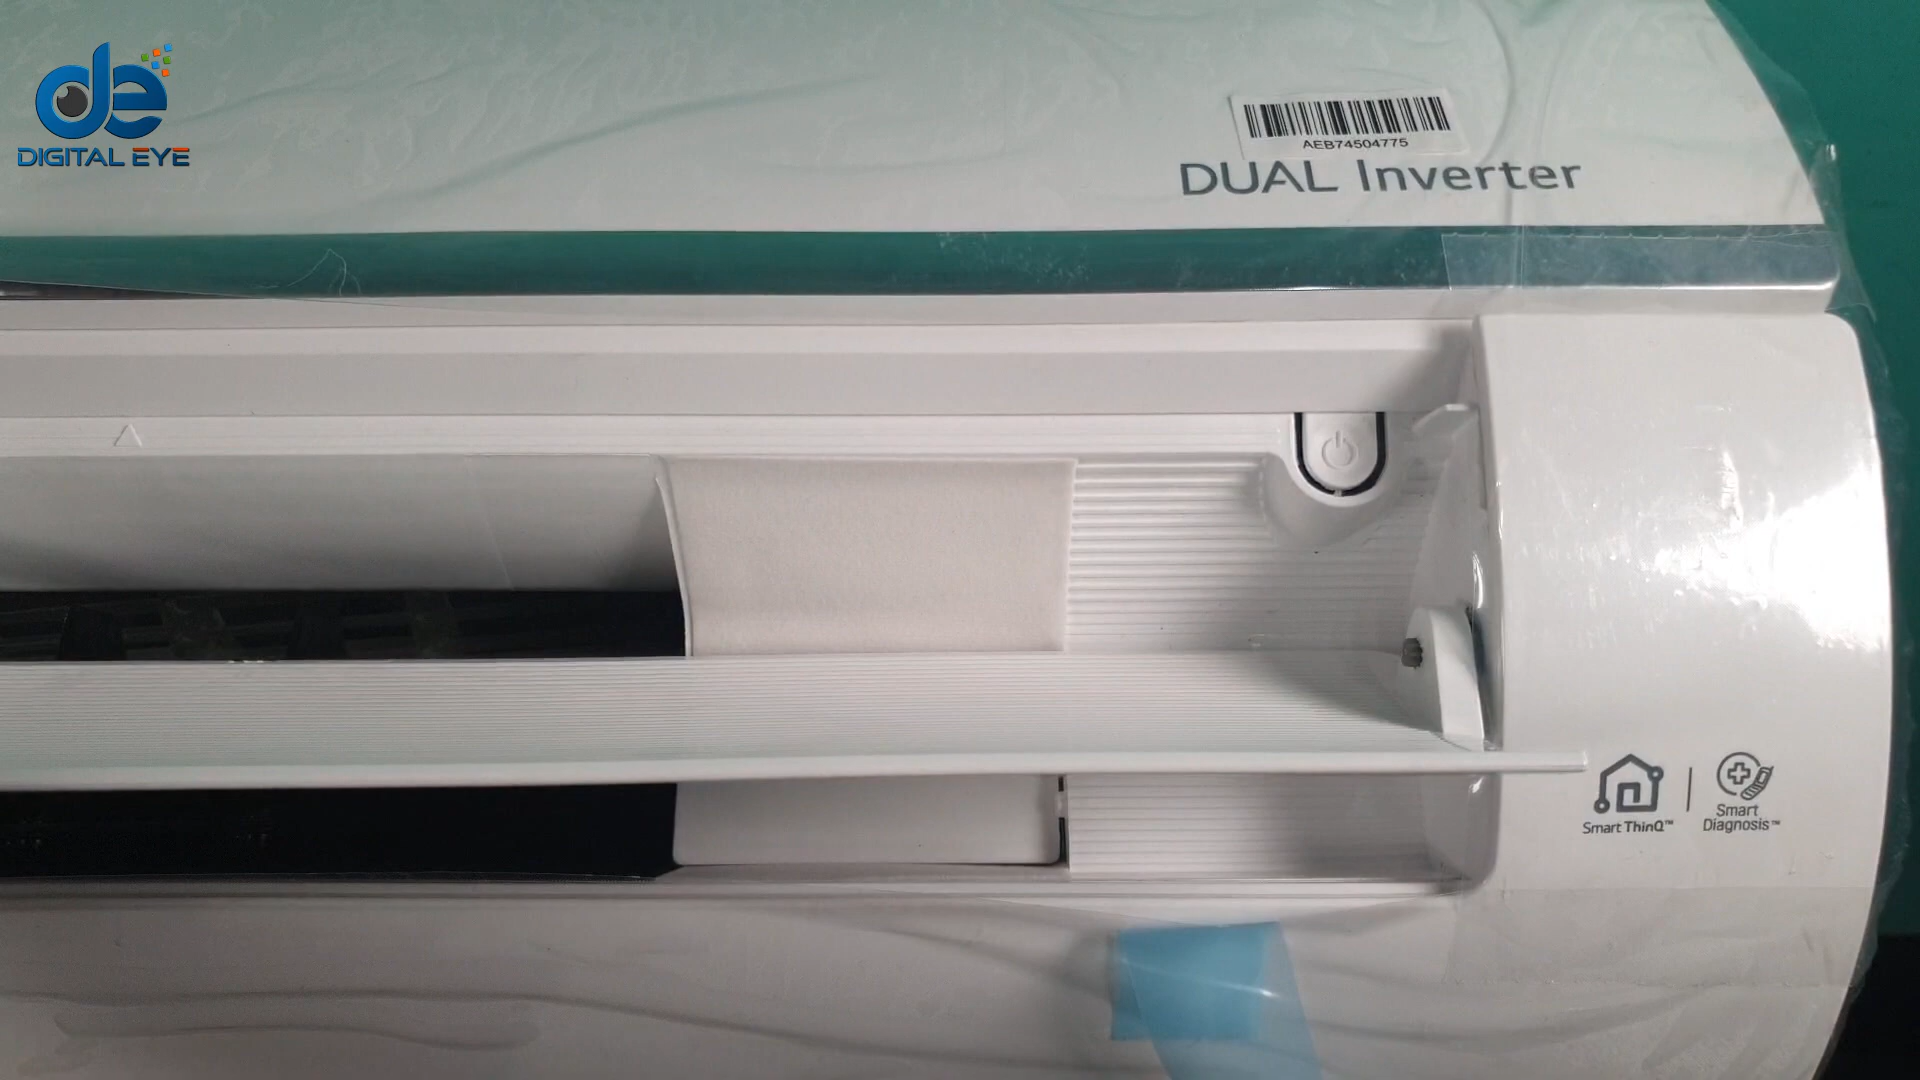 DIGITAL EYE
AEB74504775
DUAL Inverter
Smart ThinQ™
Smart
Diagnosis™